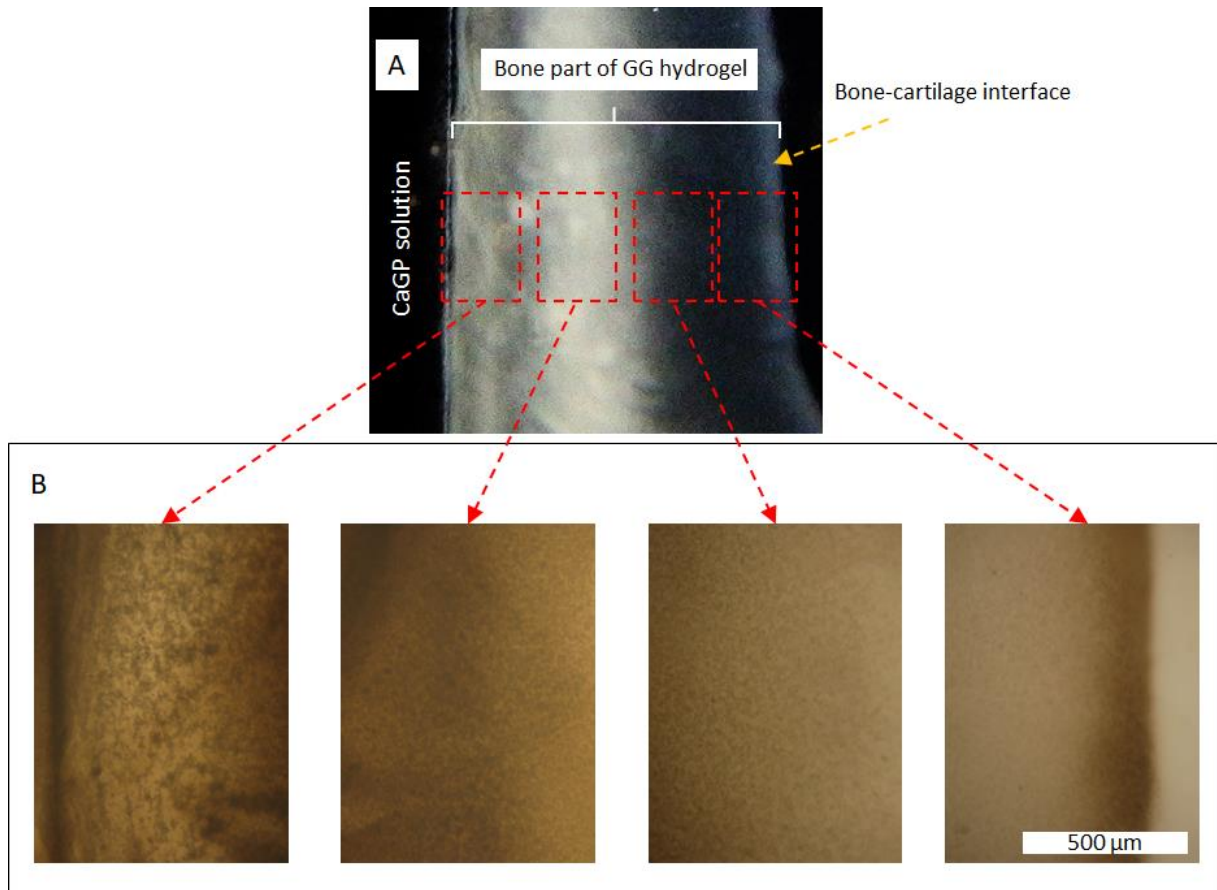 A
Bone part of GG hydrogel
Bone-cartilage interface
CaGP solution
B
500 µm